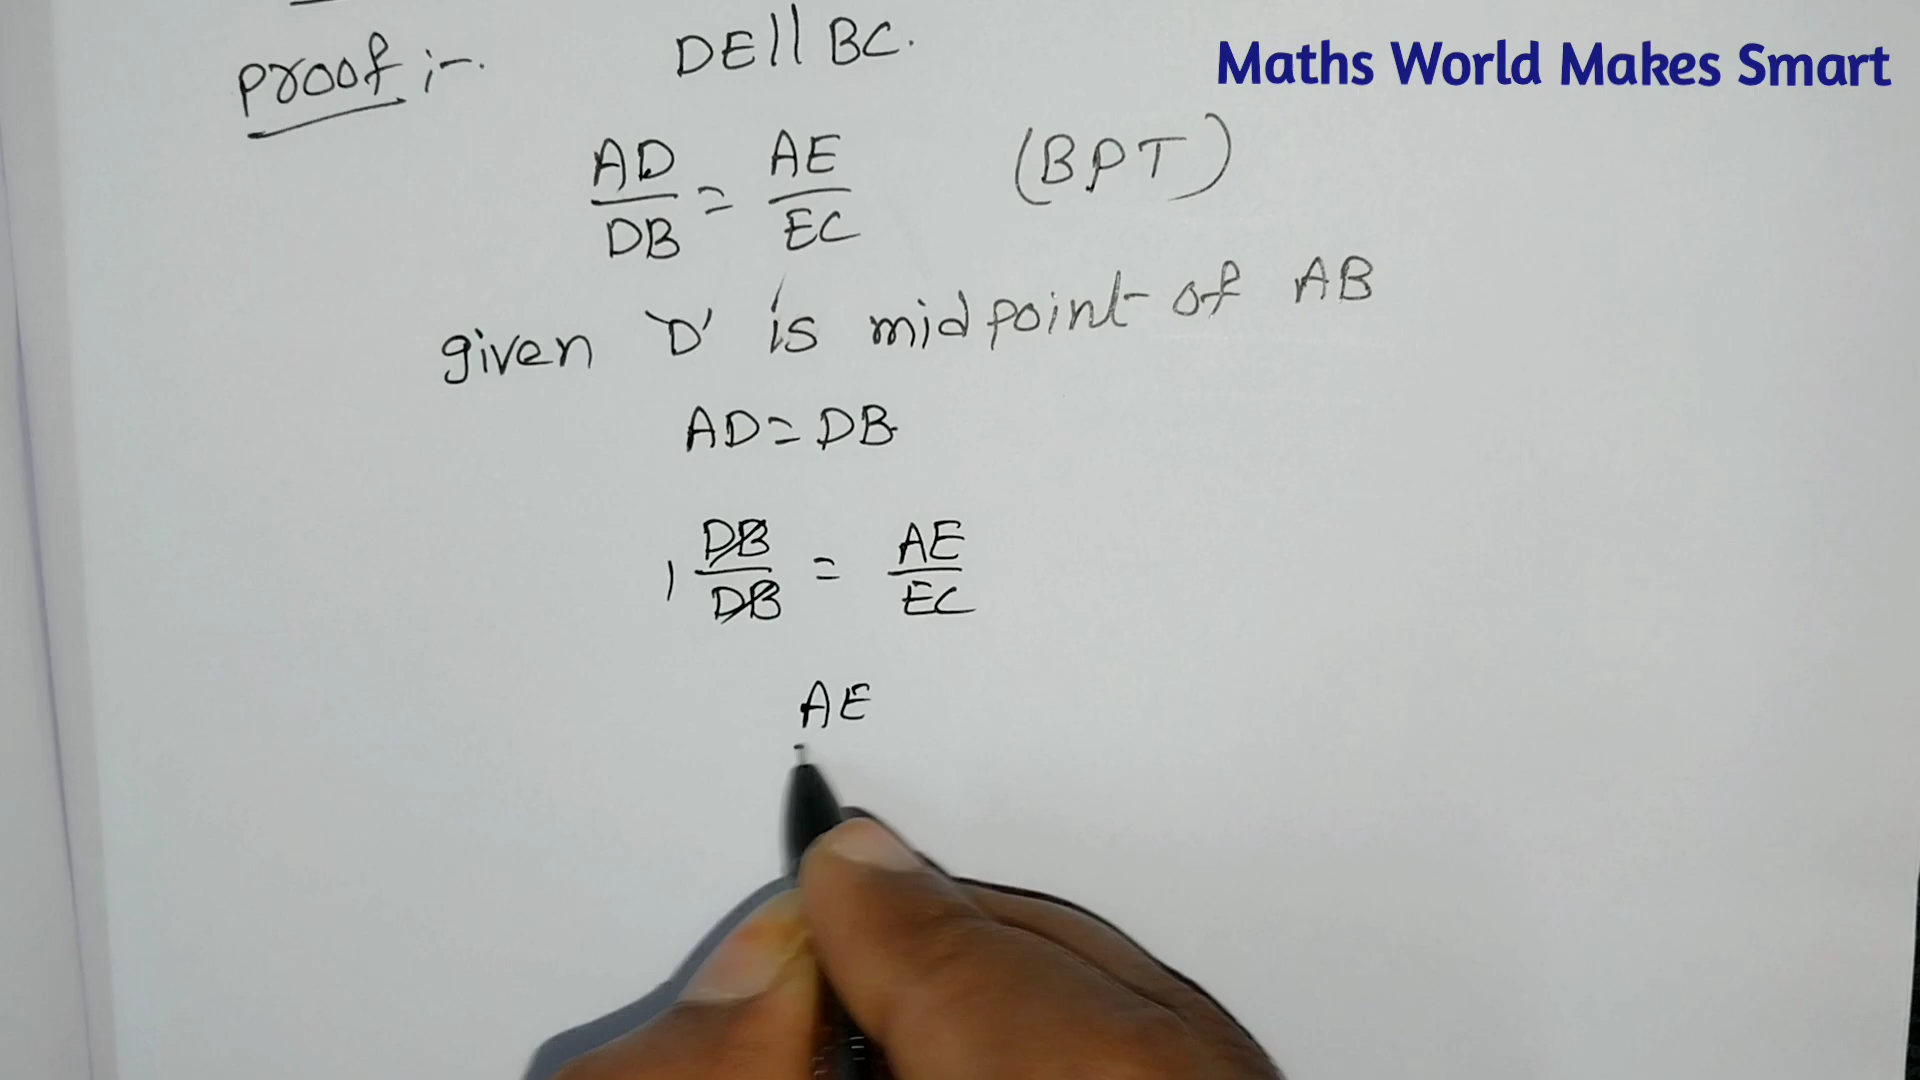 Maths World Makes Smart
Proof :- DE || BC.
AD/DB = AE/EC (BPT)
given 'D' is midpoint of AB
AD = DB
1 DB/DB = AE/EC
AE